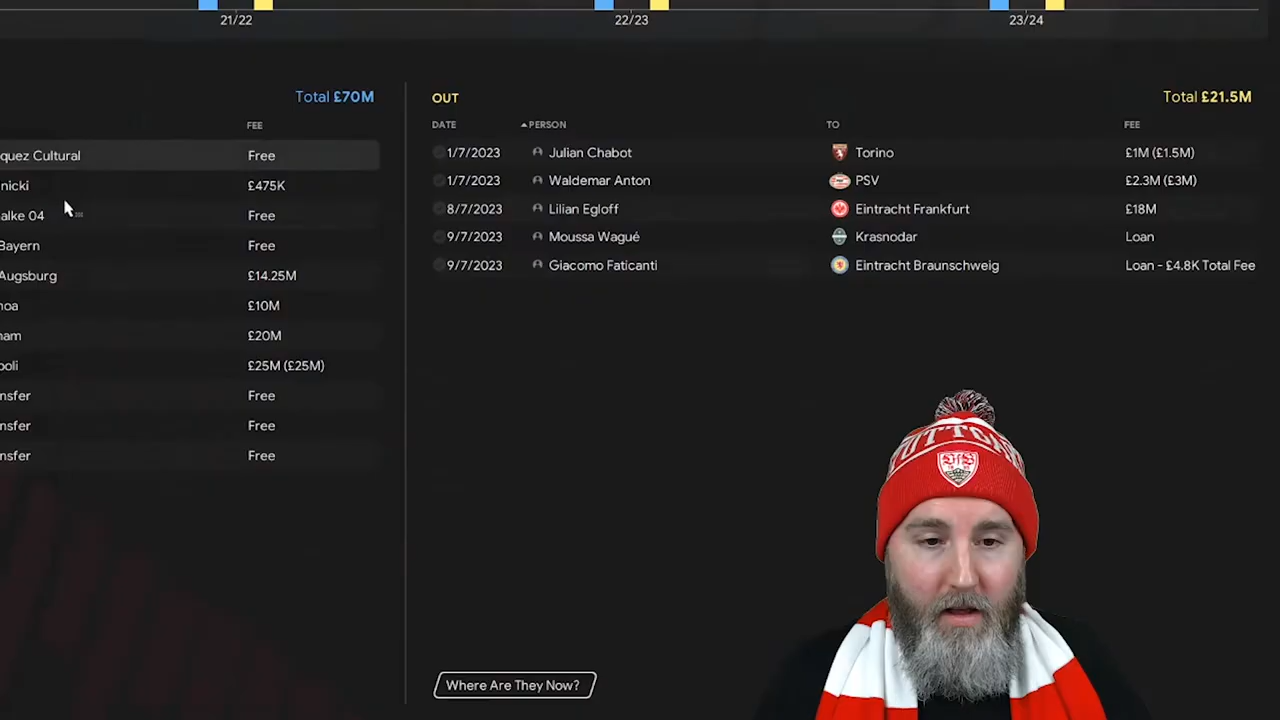 21/22 22/23 23/24
Total £70M OUT Total £21.5M
FEE DATE PERSON TO FEE
quez Cultural Free 1/7/2023 Julian Chabot Torino £1M (£1.5M)
nicki £475K 1/7/2023 Waldemar Anton PSV £2.3M (£3M)
alke 04 Free 8/7/2023 Lilian Egloff Eintracht Frankfurt £18M
Bayern Free 9/7/2023 Moussa Wagué Krasnodar Loan
Augsburg £14.25M 9/7/2023 Giacomo Faticanti Eintracht Braunschweig Loan - £4.8K Total Fee
noa £10M
nam £20M
poli £25M (£25M)
nsfer Free
nsfer Free
nsfer Free
UTTGA
VfB
Where Are They Now?